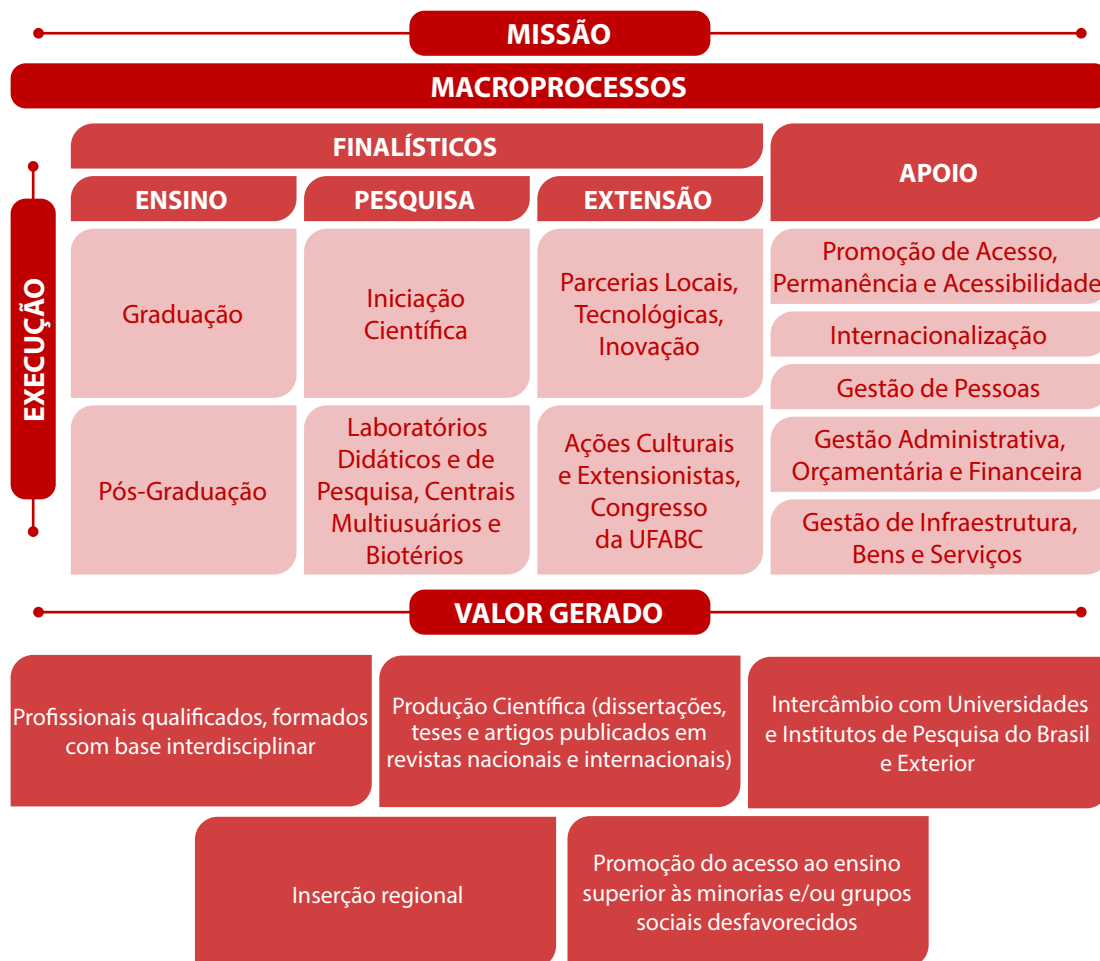 MISSÃO
MACROPROCESSOS
EXECUÇÃO
FINALÍSTICOS
ENSINO
Graduação
Pós-Graduação
PESQUISA
Iniciação
Científica
Laboratórios
Didáticos e de
Pesquisa, Centrais
Multiusuários e
Biotérios
EXTENSÃO
Parcerias Locais,
Tecnológicas,
Inovação
Ações Culturais
e Extensionistas,
Congresso
da UFABC
APOIO
Promoção de Acesso,
Permanência e Acessibilidade
Internacionalização
Gestão de Pessoas
Gestão Administrativa,
Orçamentária e Financeira
Gestão de Infraestrutura,
Bens e Serviços
VALOR GERADO
Profissionais qualificados, formados
com base interdisciplinar
Produção Científica (dissertações,
teses e artigos publicados em
revistas nacionais e internacionais)
Intercâmbio com Universidades
e Institutos de Pesquisa do Brasil
e Exterior
Inserção regional
Promoção do acesso ao ensino
superior às minorias e/ou grupos
sociais desfavorecidos